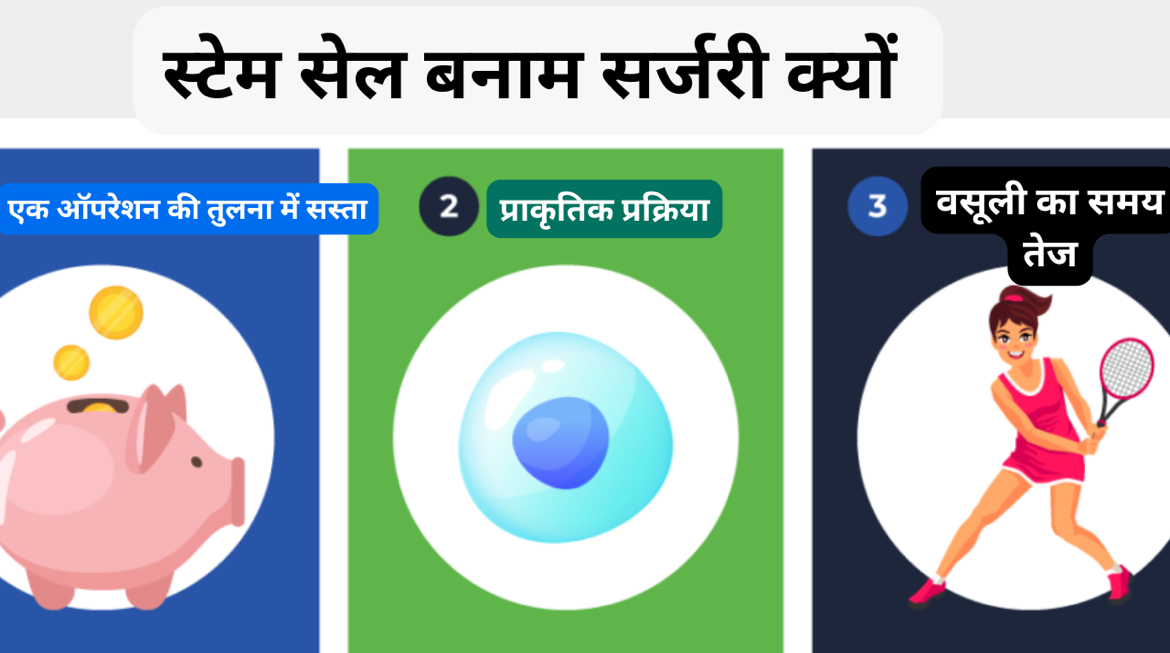 स्टेम सेल बनाम सर्जरी क्यों
एक ऑपरेशन की तुलना में सस्ता
2 प्राकृतिक प्रक्रिया
3 वसूली का समय
तेज